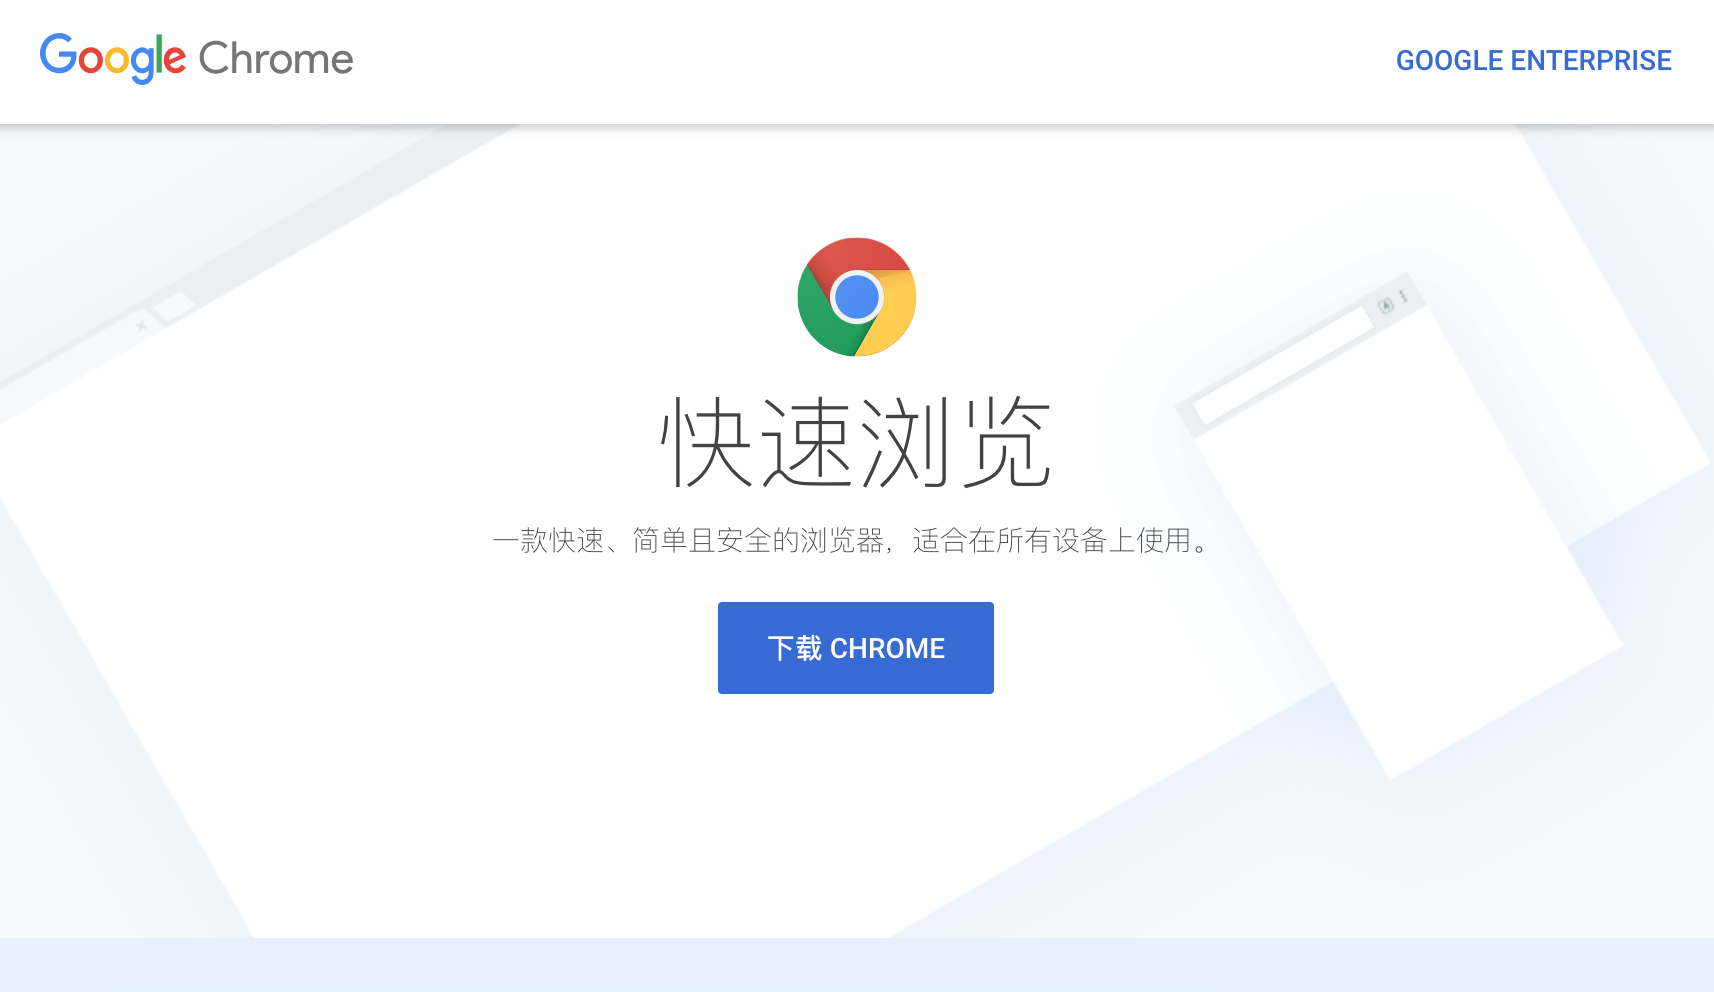 Google Chrome
GOOGLE ENTERPRISE
快速浏览
一款快速、简单且安全的浏览器，适合在所有设备上使用。
下载 CHROME